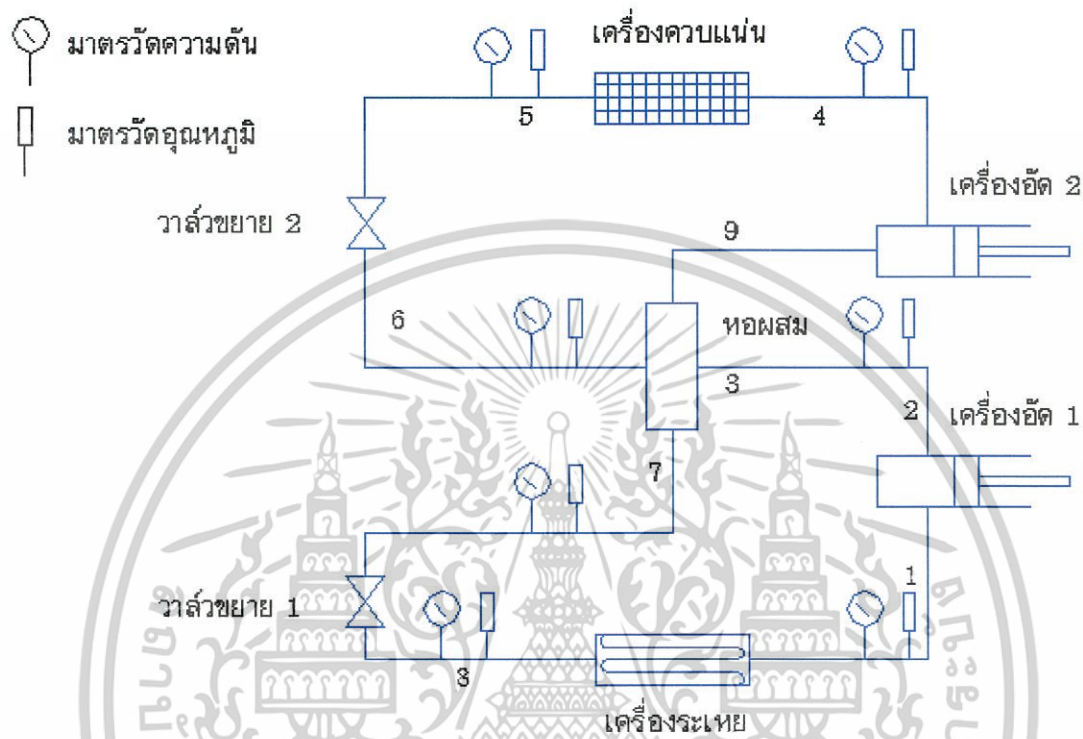 มาตรวัดความดัน
มาตรวัดอุณหภูมิ
เครื่องควบแน่น
5
4
วาล์วขยาย 2
เครื่องอัด 2
9
6
หอผสม
3
2
เครื่องอัด 1
7
วาล์วขยาย 1
1
8
เครื่องระเหย